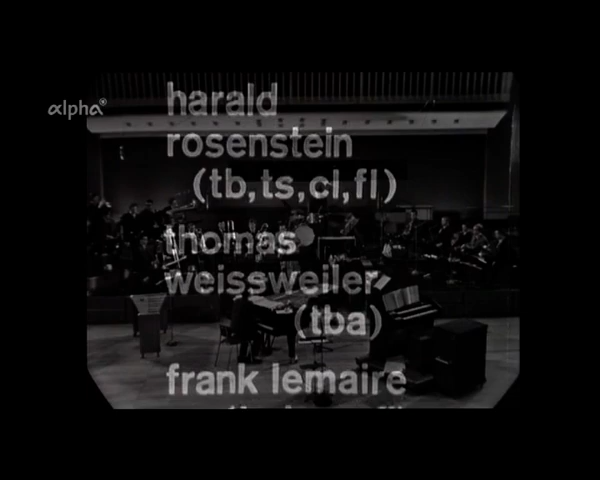 alpha
harald
rosenstein
(tb,ts,cl,fl)
thomas
weissweiler
(tba)
frank lemaire